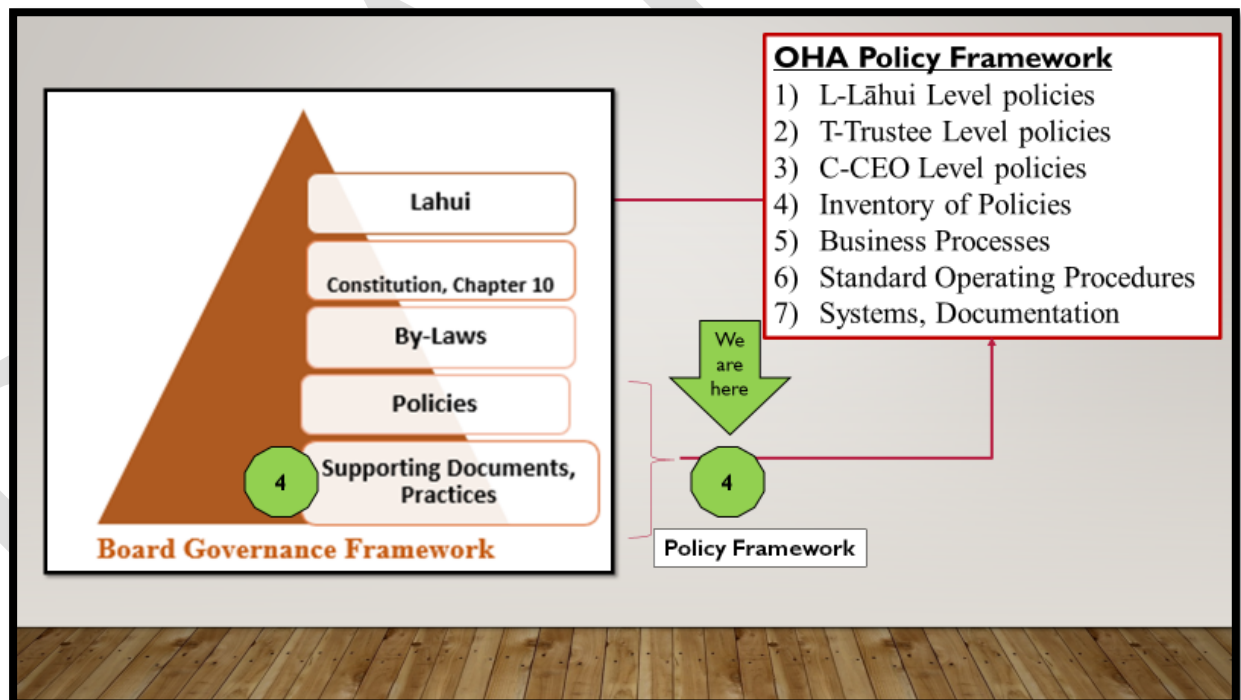 OHA Policy Framework
1) L-Lāhui Level policies
2) T-Trustee Level policies
3) C-CEO Level policies
4) Inventory of Policies
5) Business Processes
6) Standard Operating Procedures
7) Systems, Documentation
Lahui
Constitution, Chapter 10
By-Laws
Policies
4
Supporting Documents,
Practices
Board Governance Framework
We
are
here
4
Policy Framework